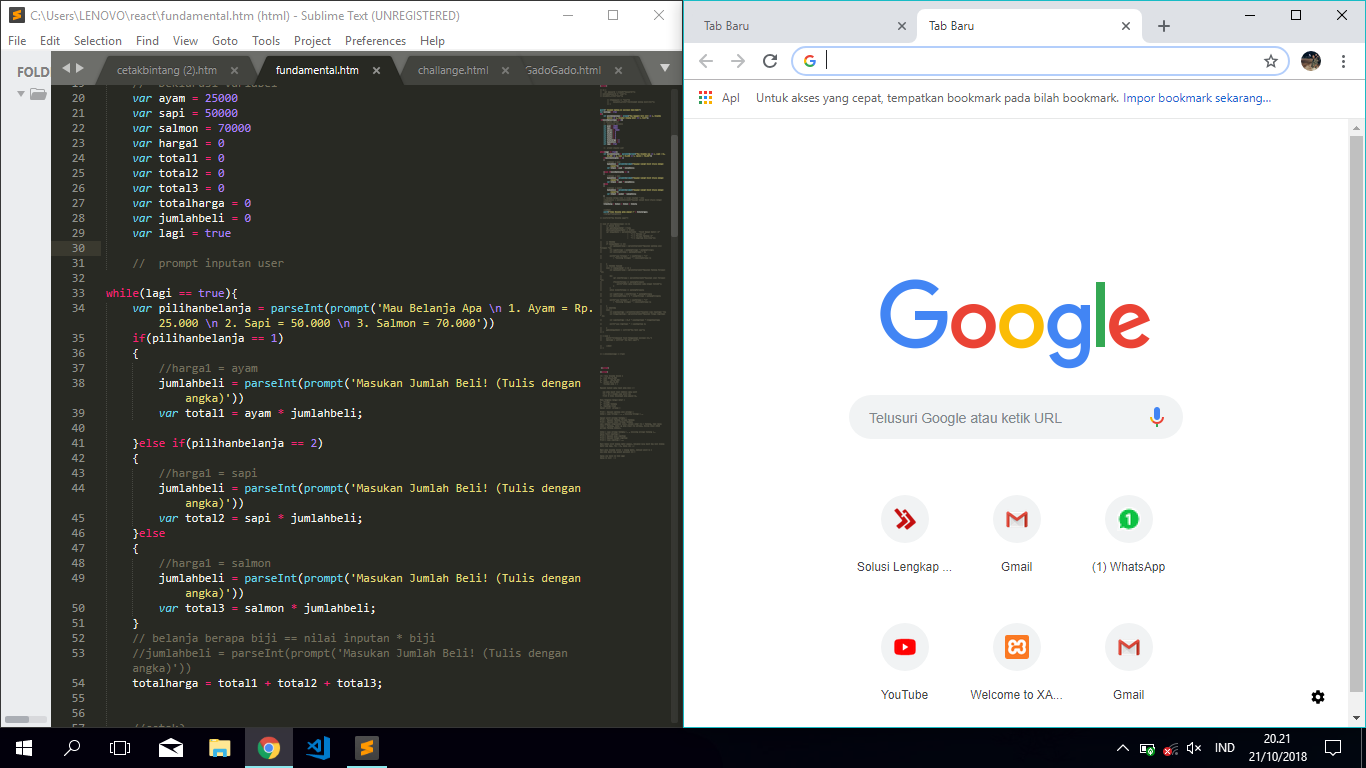 C:\Users\LENOVO\react\fundamental.htm (html) - Sublime Text (UNREGISTERED)
File Edit Selection Find View Goto Tools Project Preferences Help
FOLD
cetakbintang (2).htm
fundamental.htm
challange.html
GadoGado.html
20 var ayam = 25000
21 var sapi = 50000
22 var salmon = 70000
23 var harga1 = 0
24 var total1 = 0
25 var total2 = 0
26 var total3 = 0
27 var totalharga = 0
28 var jumlahbeli = 0
29 var lagi = true
30
31 // prompt inputan user
32
33 while(lagi == true){
34 var pilihanbelanja = parseInt(prompt('Mau Belanja Apa \n 1. Ayam = Rp.
25.000 \n 2. Sapi = 50.000 \n 3. Salmon = 70.000'))
35 if(pilihanbelanja == 1)
36 {
37 //harga1 = ayam
38 jumlahbeli = parseInt(prompt('Masukan Jumlah Beli! (Tulis dengan
angka)'))
39 var total1 = ayam * jumlahbeli;
40
41 }else if(pilihanbelanja == 2)
42 {
43 //harga1 = sapi
44 jumlahbeli = parseInt(prompt('Masukan Jumlah Beli! (Tulis dengan
angka)'))
45 var total2 = sapi * jumlahbeli;
46 }else
47 {
48 //harga1 = salmon
49 jumlahbeli = parseInt(prompt('Masukan Jumlah Beli! (Tulis dengan
angka)'))
50 var total3 = salmon * jumlahbeli;
51 }
52 // belanja berapa biji == nilai inputan * biji
53 //jumlahbeli = parseInt(prompt('Masukan Jumlah Beli! (Tulis dengan
angka)'))
54 totalharga = total1 + total2 + total3;
55
56
Tab Baru
Tab Baru
Apl Untuk akses yang cepat, tempatkan bookmark pada bilah bookmark. Impor bookmark sekarang...
Google
Telusuri Google atau ketik URL
Solusi Lengkap ...
Gmail
(1) WhatsApp
YouTube
Welcome to XA...
Gmail
IND
20.21
21/10/2018